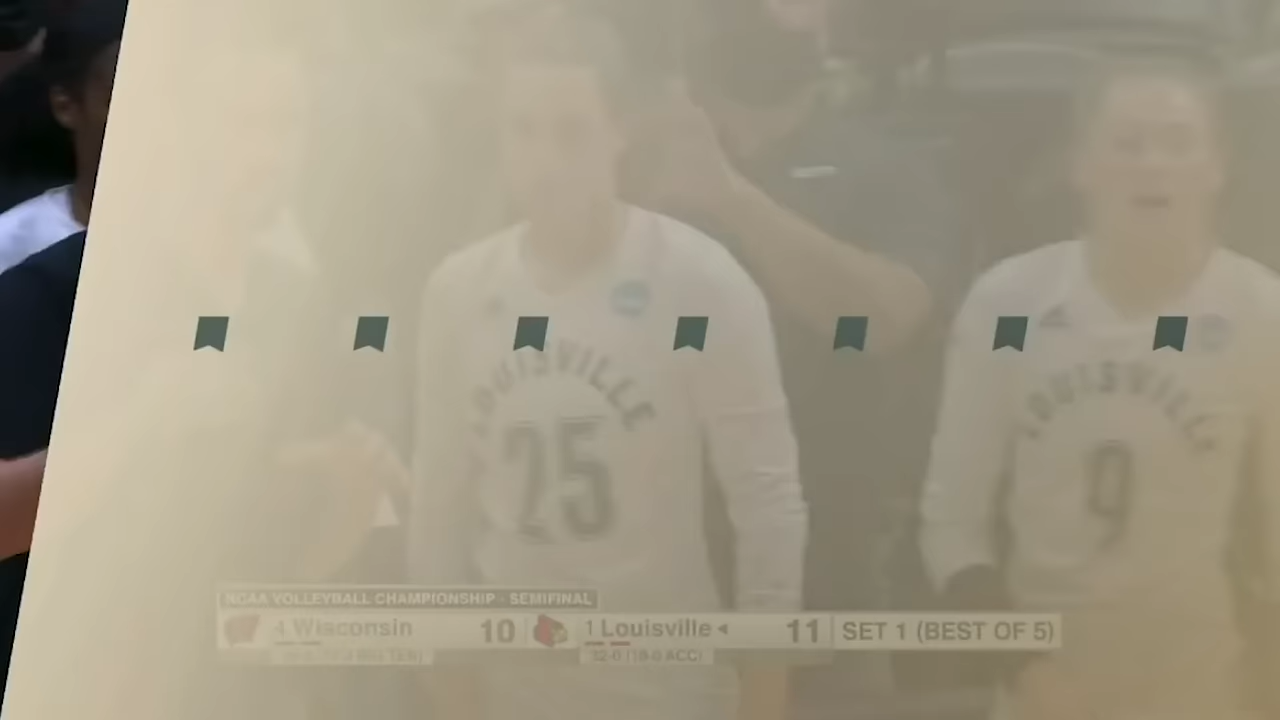 LOUISVILLE
25
LOUISVILLE
9
NCAA VOLLEYBALL CHAMPIONSHIP - SEMIFINAL
4 Wisconsin 10 1 Louisville 11 SET 1 (BEST OF 5)
32-0 (18-0 ACC)